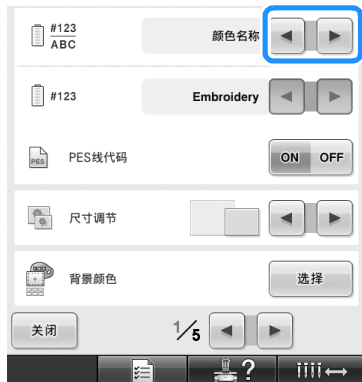 #123
ABC
颜色名称
#123
Embroidery
PES
PES线代码
ON OFF
尺寸调节
背景颜色
选择
关闭
1/5
?